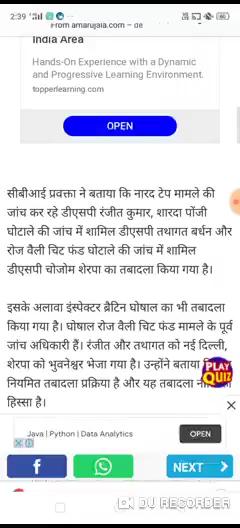 2:39
From amarujala.com – de
India Area
Hands-On Experience with a Dynamic
and Progressive Learning Environment.
topperlearning.com
OPEN
सीबीआई प्रवक्ता ने बताया कि नारद टेप मामले की
जांच कर रहे डीएसपी रंजीत कुमार, शारदा पोंजी
घोटाले की जांच में शामिल डीएसपी तथागत बर्धन और
रोज वैली चिट फंड घोटाले की जांच में शामिल
डीएसपी चोजोम शेरपा का तबादला किया गया है।
इसके अलावा इंस्पेक्टर ब्रैटिन घोषाल का भी तबादला
किया गया है। घोषाल रोज वैली चिट फंड मामले के पूर्व
जांच अधिकारी हैं। रंजीत और तथागत को नई दिल्ली,
शेरपा को भुवनेश्वर भेजा गया है। उन्होंने बताया
नियमित तबादला प्रक्रिया है और यह तबादला
हिस्सा है।
PLAY
QUIZ
Java | Python | Data Analytics
OPEN
NEXT
DU RECORDER